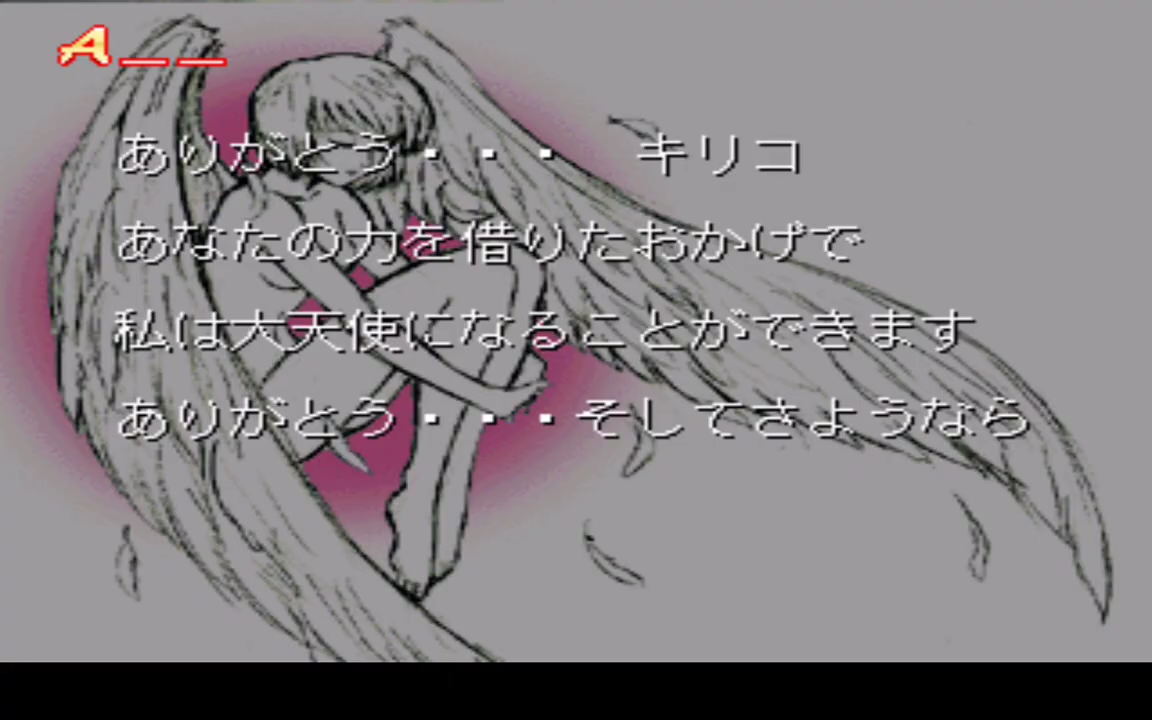 A__
ありがとう・・・　キリコ
あなたの力を借りたおかげで
私は大天使になることができます
ありがとう・・・そしてさようなら